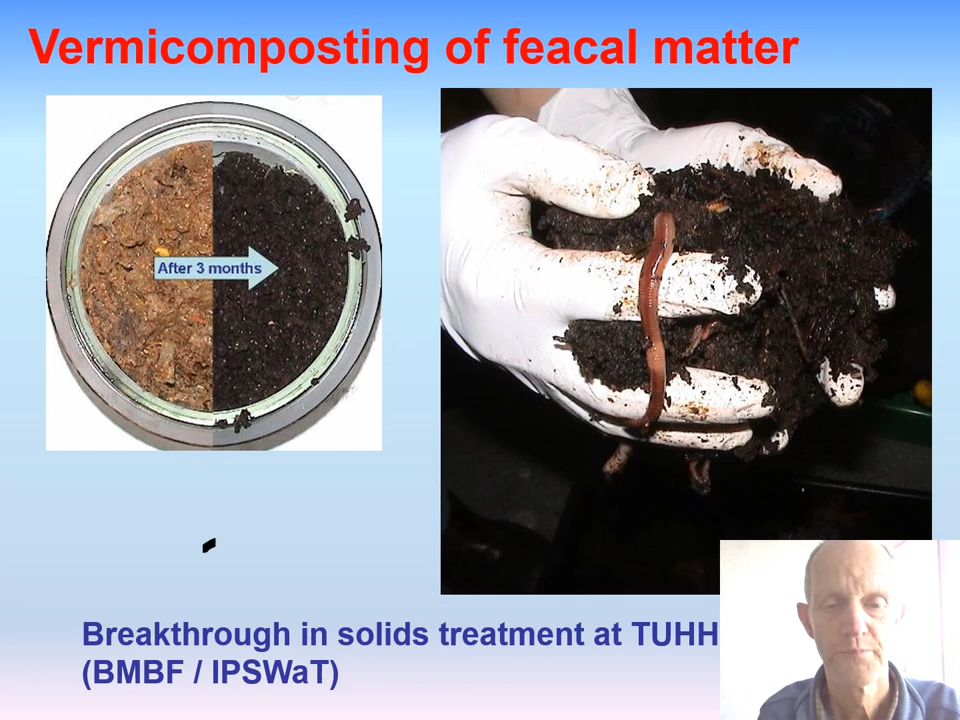 Vermicomposting of feacal matter
After 3 months
Breakthrough in solids treatment at TUHH
(BMBF / IPSWaT)